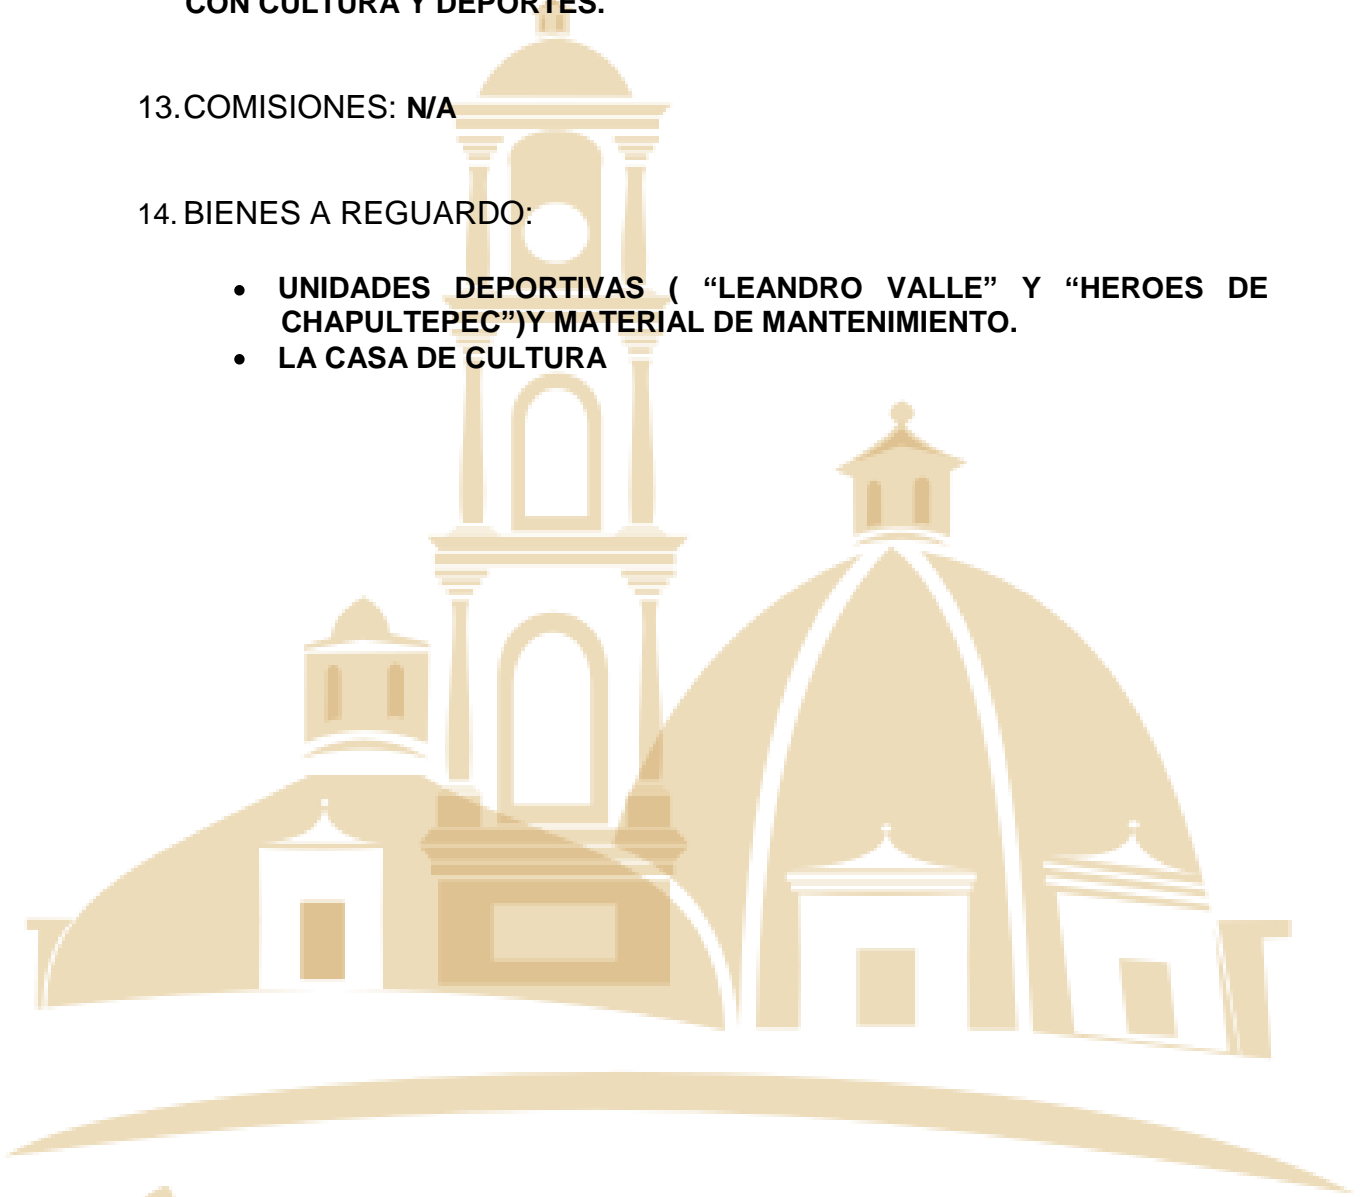 CON CULTURA Y DEPORTES.
13.COMISIONES: N/A
14. BIENES A REGUARDO:
• UNIDADES DEPORTIVAS ( “LEANDRO VALLE” Y “HEROES DE
CHAPULTEPEC”)Y MATERIAL DE MANTENIMIENTO.
• LA CASA DE CULTURA